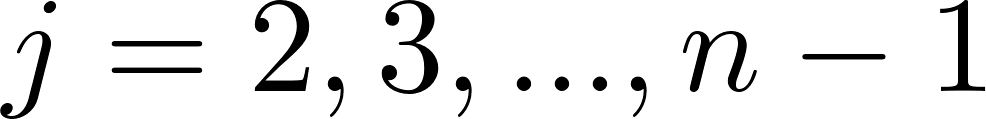 j = 2, 3, ..., n − 1